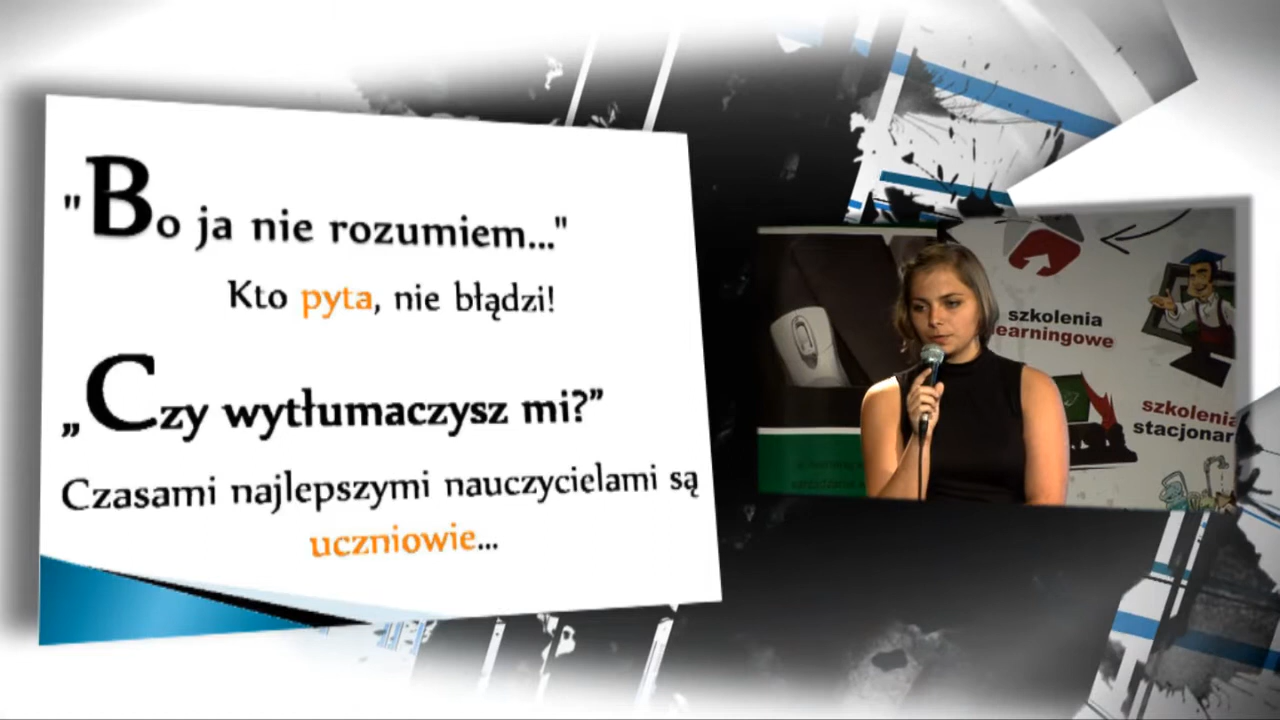 "Bo ja nie rozumiem..."
Kto pyta, nie błądzi!
„Czy wytłumaczysz mi?”
Czasami najlepszymi nauczycielami są
uczniowie...
szkolenia
learningowe
szkolenia
stacjonar